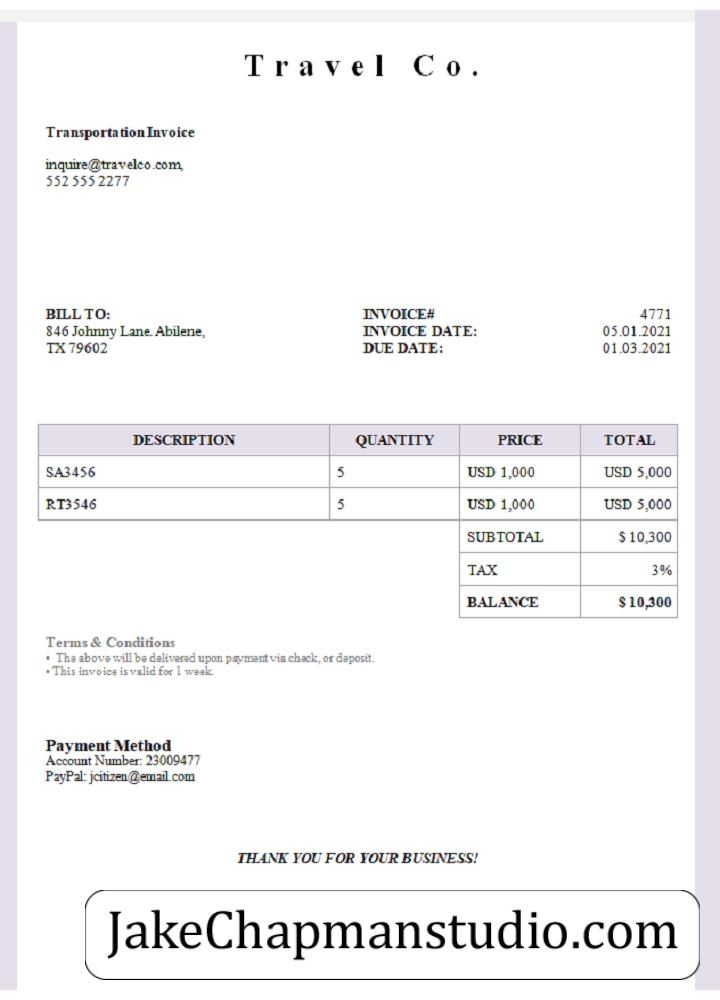 Travel Co.
Transportation Invoice
inquire@travelco.com,
552 555 2277
BILL TO:
846 Johnny Lane. Abilene,
TX 79602
INVOICE# 4771
INVOICE DATE: 05.01.2021
DUE DATE: 01.03.2021
DESCRIPTION QUANTITY PRICE TOTAL
SA3456 5 USD 1,000 USD 5,000
RT3546 5 USD 1,000 USD 5,000
SUBTOTAL $ 10,300
TAX 3%
BALANCE $ 10,300
Terms & Conditions
• The above will be delivered upon payment via check, or deposit.
• This invoice is valid for 1 week.
Payment Method
Account Number: 23009477
PayPal: jcitizen@email.com
THANK YOU FOR YOUR BUSINESS!
JakeChapmanstudio.com